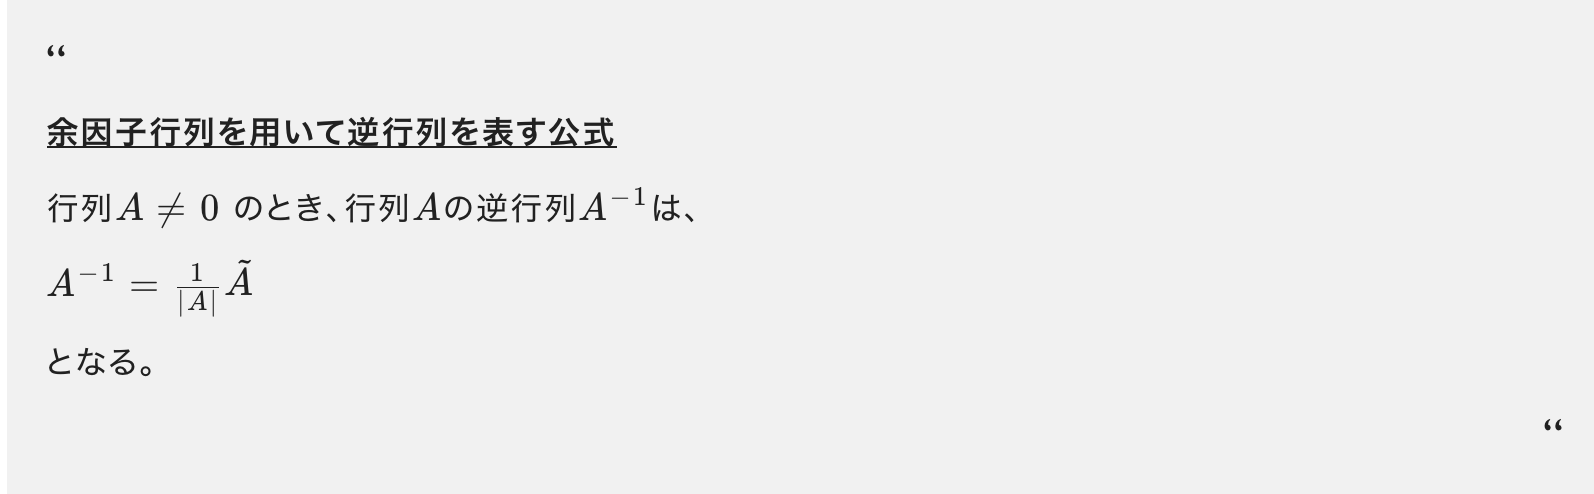 “
余因子行列を用いて逆行列を表す公式
行列$A \neq 0$ のとき、行列$A$の逆行列$A^{-1}$は、
$A^{-1} = \frac{1}{|A|}\tilde{A}$
となる。
“